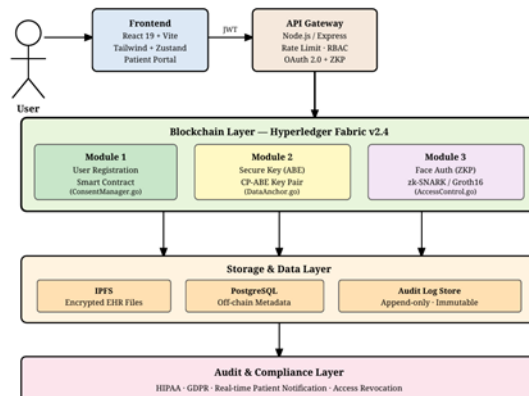 User
Frontend
React 19 + Vite
Tailwind + Zustand
Patient Portal
JWT
API Gateway
Node.js / Express
Rate Limit · RBAC
OAuth 2.0 + ZKP
Blockchain Layer — Hyperledger Fabric v2.4
Module 1
User Registration
Smart Contract
(ConsentManager.go)
Module 2
Secure Key (ABE)
CP-ABE Key Pair
(DataAnchor.go)
Module 3
Face Auth (ZKP)
zk-SNARK / Groth16
(AccessControl.go)
Storage & Data Layer
IPFS
Encrypted EHR Files
PostgreSQL
Off-chain Metadata
Audit Log Store
Append-only · Immutable
Audit & Compliance Layer
HIPAA · GDPR · Real-time Patient Notification · Access Revocation